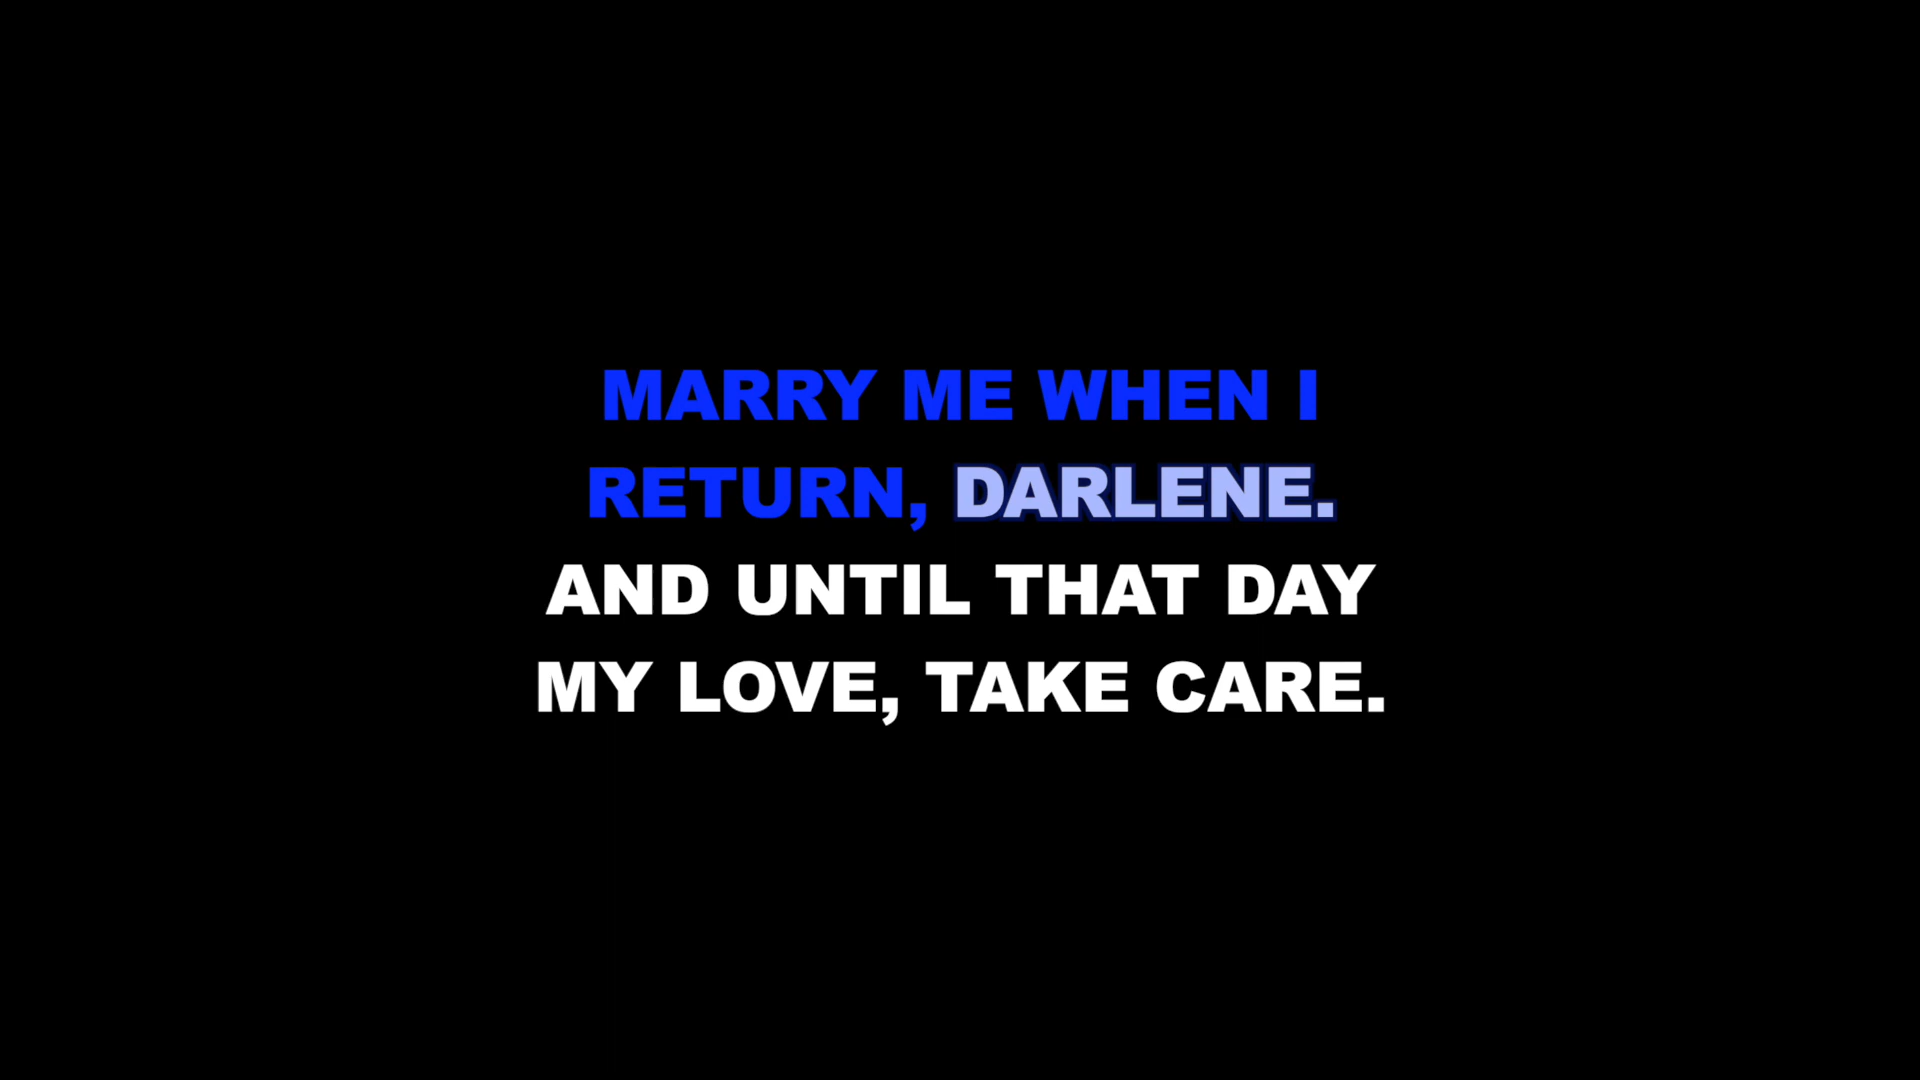 MARRY ME WHEN I
RETURN, DARLENE.
AND UNTIL THAT DAY
MY LOVE, TAKE CARE.